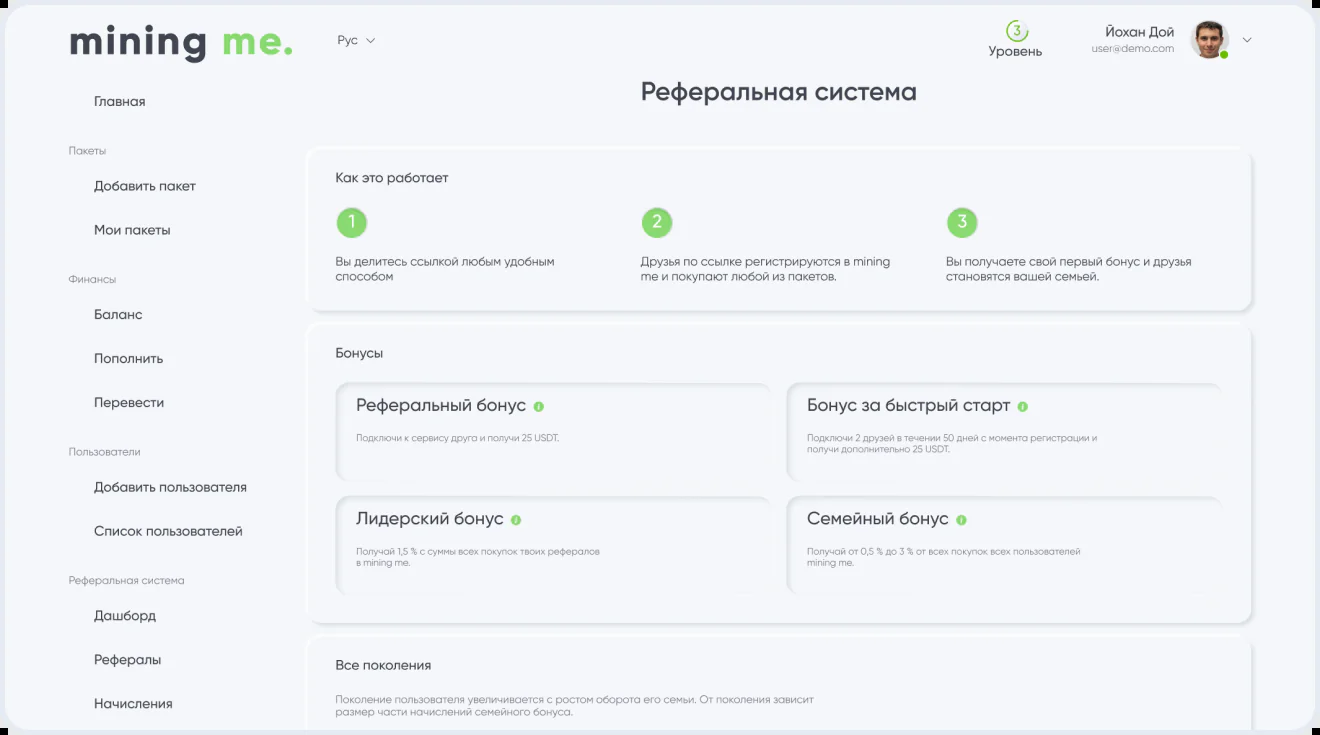 mining me.
Рус
3
Уровень
Йохан Дой
user@demo.com
Главная
Пакеты
Добавить пакет
Мои пакеты
Финансы
Баланс
Пополнить
Перевести
Пользователи
Добавить пользователя
Список пользователей
Реферальная система
Дашборд
Рефералы
Начисления
Реферальная система
Как это работает
1
Вы делитесь ссылкой любым удобным
способом
2
Друзья по ссылке регистрируются в mining
me и покупают любой из пакетов.
3
Вы получаете свой первый бонус и друзья
становятся вашей семьей.
Бонусы
Реферальный бонус
Подключи к сервису друга и получи 25 USDT.
Бонус за быстрый старт
Подключи 2 друзей в течении 50 дней с момента регистрации и
получи дополнительно 25 USDT.
Лидерский бонус
Получай 1,5 % с суммы всех покупок твоих рефералов
в mining me.
Семейный бонус
Получай от 0,5 % до 3 % от всех покупок всех пользователей
mining me.
Все поколения
Поколение пользователя увеличивается с ростом оборота его семьи. От поколения зависит
размер части начислений семейного бонуса.